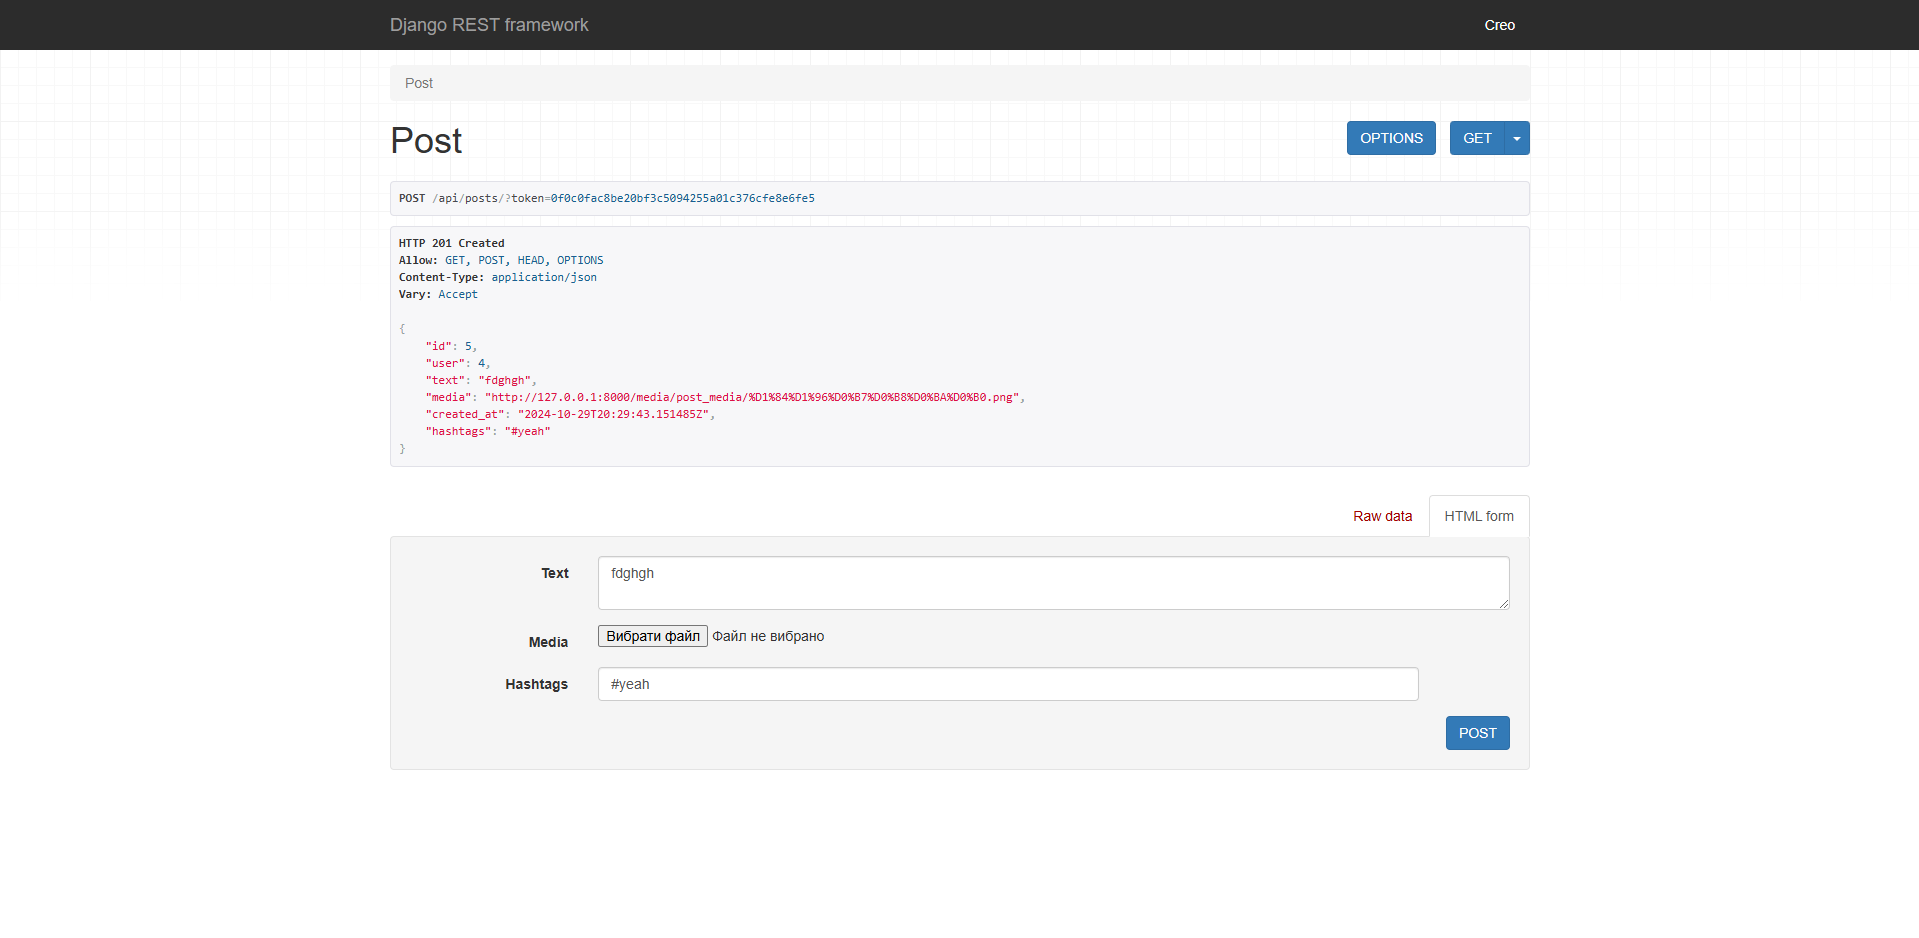 Django REST framework
Creo
Post
Post
OPTIONS
GET
POST /api/posts/?token=0f0c0fac8be20bf3c5094255a01c376cfe8e6fe5
HTTP 201 Created
Allow: GET, POST, HEAD, OPTIONS
Content-Type: application/json
Vary: Accept
{
"id": 5,
"user": 4,
"text": "fdghgh",
"media": "http://127.0.0.1:8000/media/post_media/%D1%84%D1%96%D0%B7%D0%B8%D0%BA%D0%B0.png",
"created_at": "2024-10-29T20:29:43.151485Z",
"hashtags": "#yeah"
}
Raw data
HTML form
Text
fdghgh
Media
Вибрати файл Файл не вибрано
Hashtags
#yeah
POST